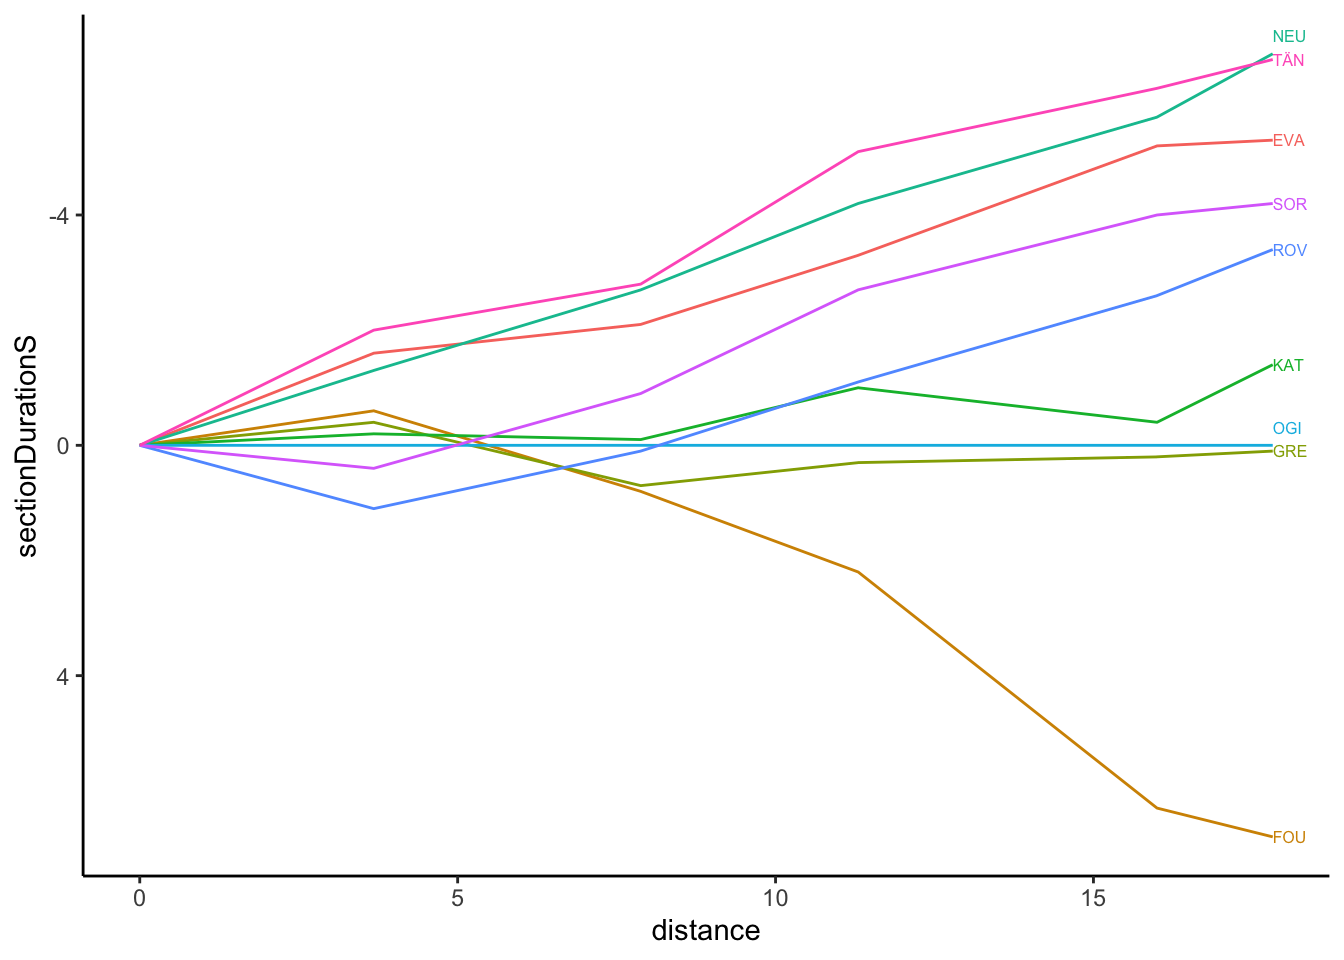 NEU
TÄN
EVA
SOR
-4
ROV
KAT
OGI
0
GRE
4
FOU
0 5 10 15
distance
sectionDurationS